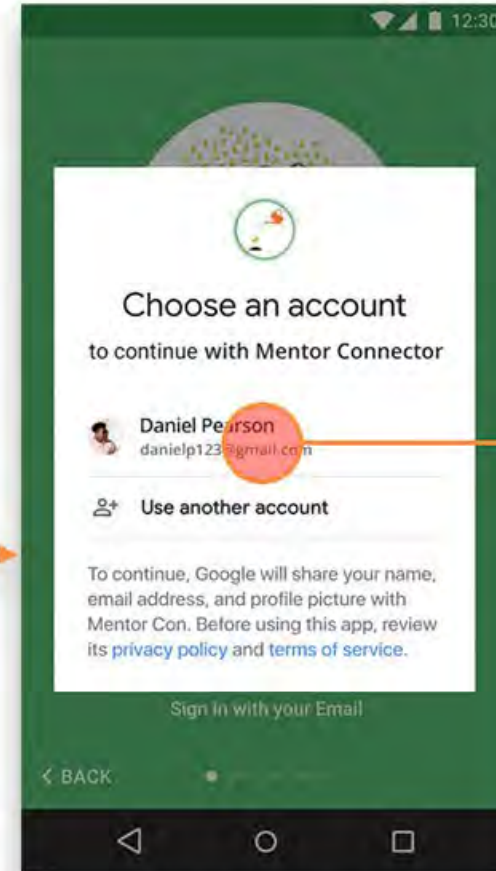 12:30
Choose an account
to continue with Mentor Connector
Daniel Pearson
danielp123@gmail.com
Use another account
To continue, Google will share your name,
email address, and profile picture with
Mentor Con. Before using this app, review
its privacy policy and terms of service.
Sign in with your Email
< BACK